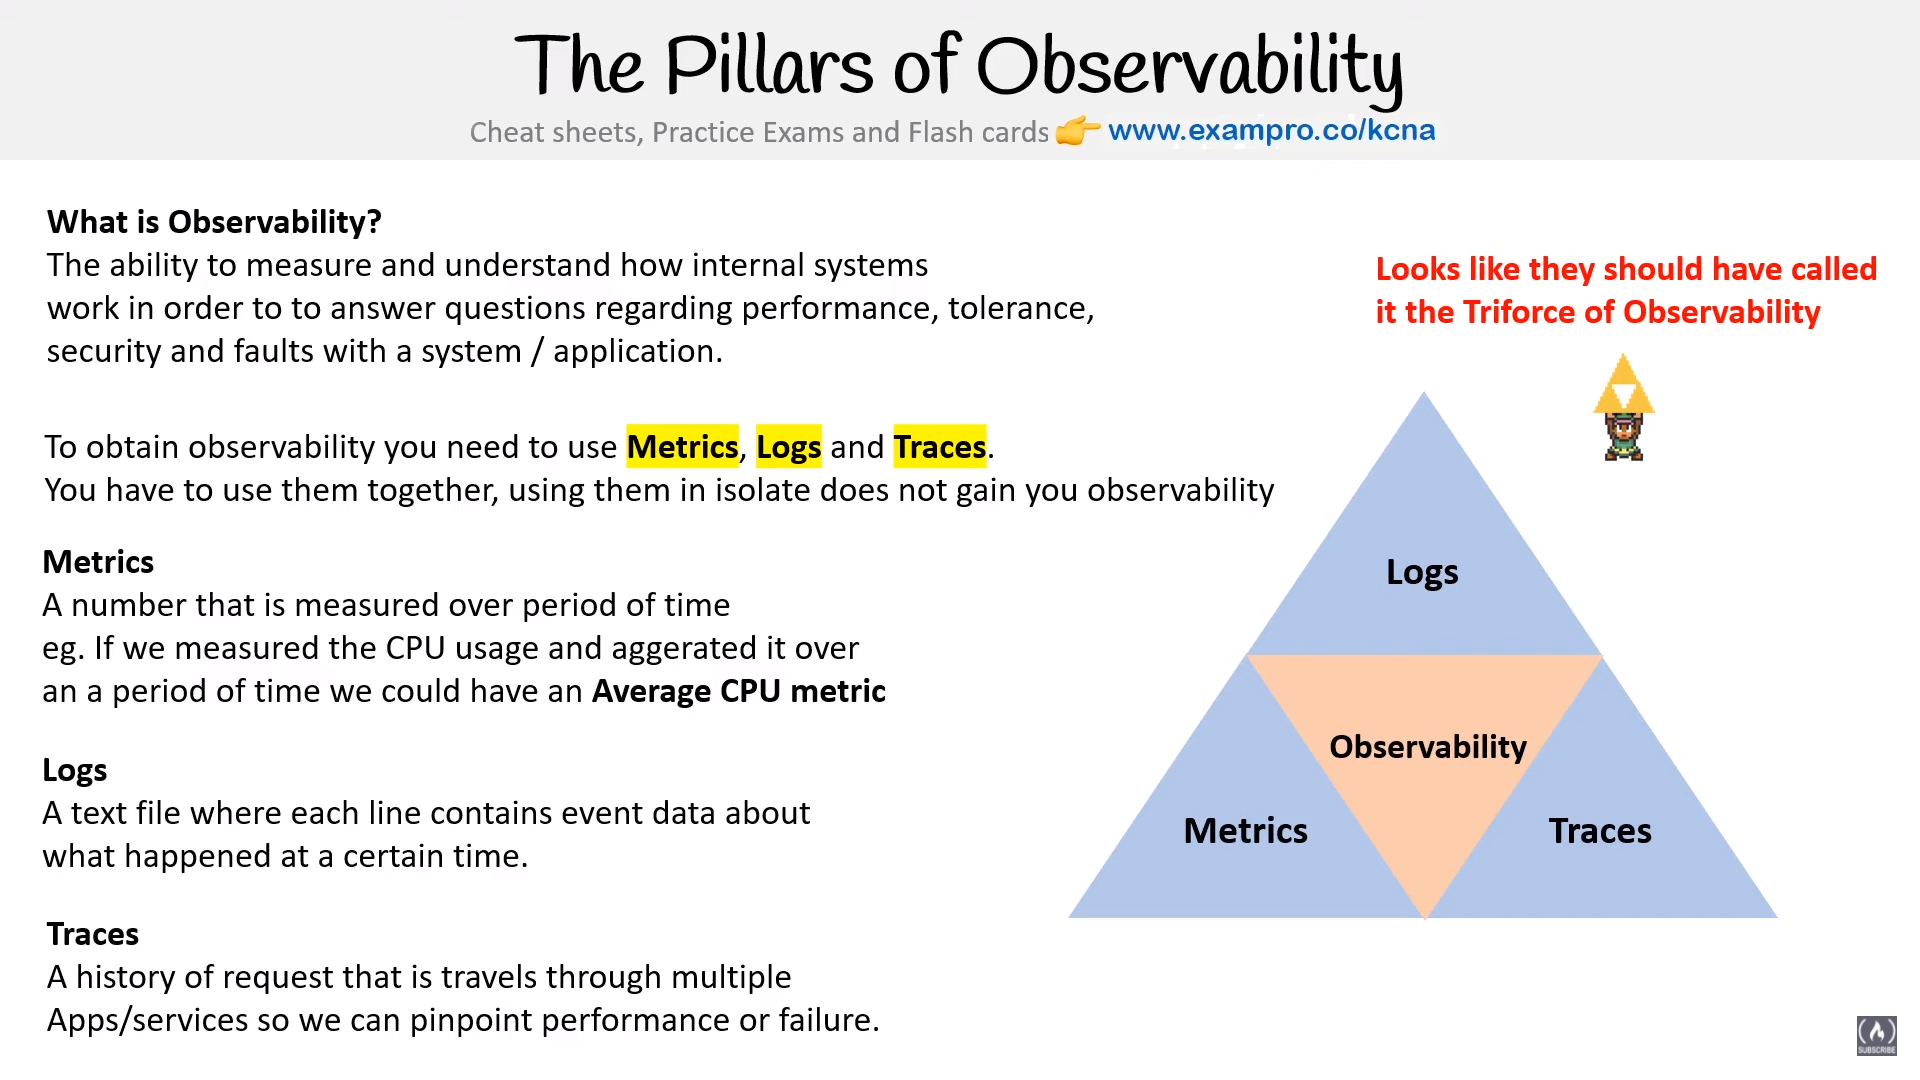 The Pillars of Observability
Cheat sheets, Practice Exams and Flash cards 👉 www.exampro.co/kcna
What is Observability?
The ability to measure and understand how internal systems
work in order to to answer questions regarding performance, tolerance,
security and faults with a system / application.
To obtain observability you need to use Metrics, Logs and Traces.
You have to use them together, using them in isolate does not gain you observability
Metrics
A number that is measured over period of time
eg. If we measured the CPU usage and aggerated it over
an a period of time we could have an Average CPU metric
Logs
A text file where each line contains event data about
what happened at a certain time.
Traces
A history of request that is travels through multiple
Apps/services so we can pinpoint performance or failure.
Looks like they should have called
it the Triforce of Observability
Logs
Observability
Metrics
Traces
SUBSCRIBE